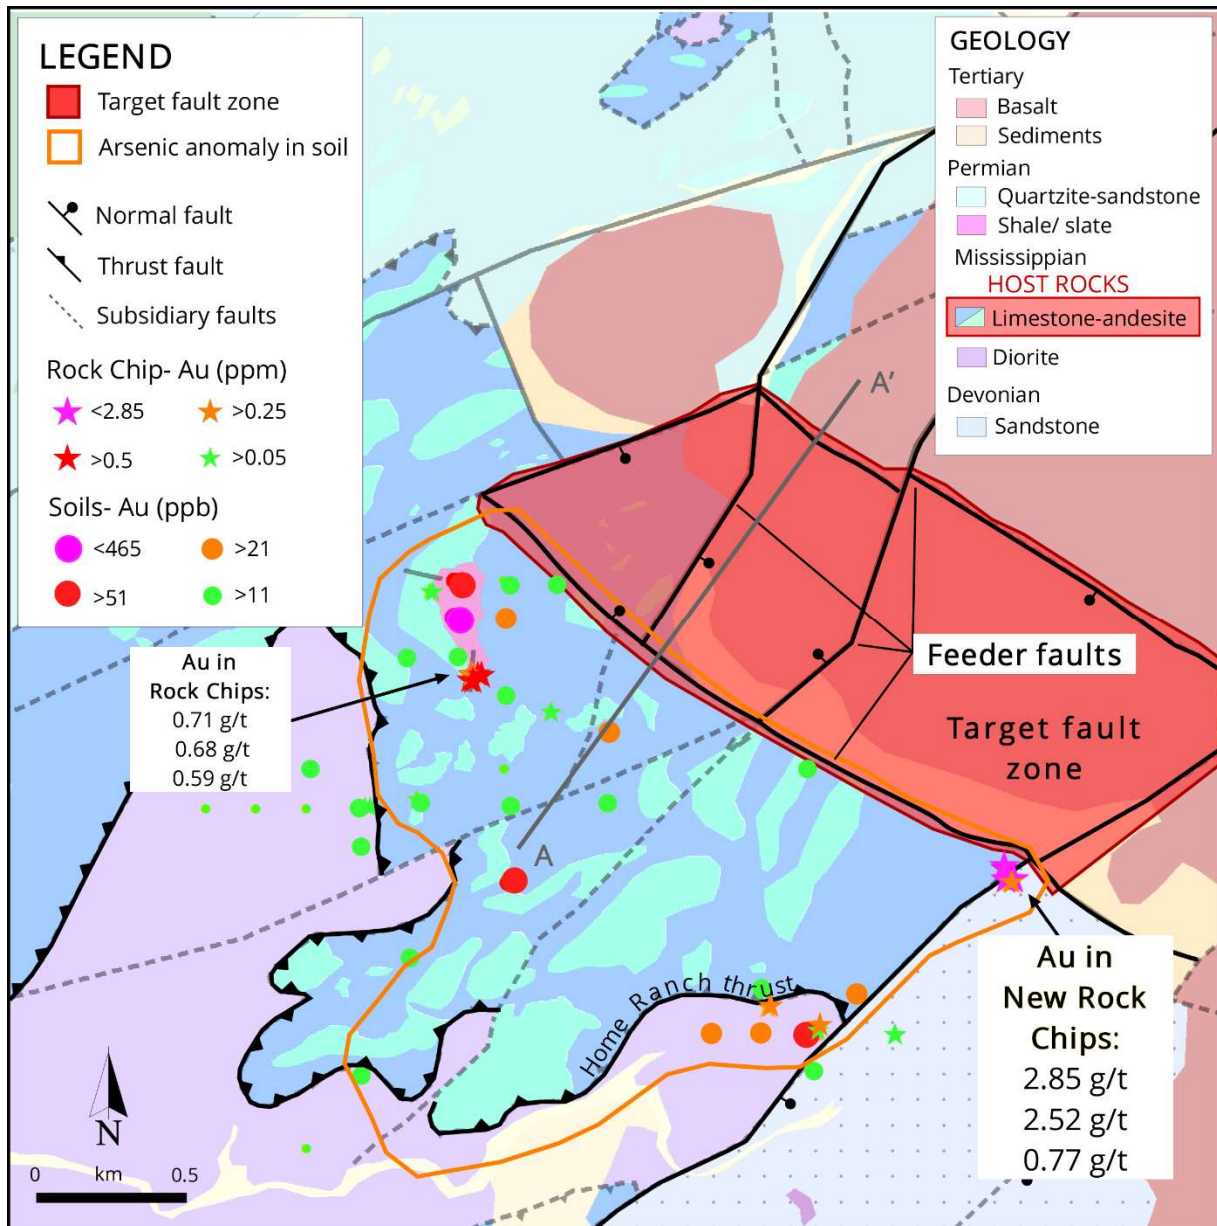 LEGEND
Target fault zone
Arsenic anomaly in soil
Normal fault
Thrust fault
Subsidiary faults
Rock Chip- Au (ppm)
<2.85
>0.25
>0.5
>0.05
Soils- Au (ppb)
<465
>21
>51
>11
GEOLOGY
Tertiary
Basalt
Sediments
Permian
Quartzite-sandstone
Shale/ slate
Mississippian
HOST ROCKS
Limestone-andesite
Diorite
Devonian
Sandstone
A'
Feeder faults
Target fault
zone
Au in
Rock Chips:
0.71 g/t
0.68 g/t
0.59 g/t
A
Home Ranch thrust
Au in
New Rock
Chips:
2.85 g/t
2.52 g/t
0.77 g/t
N
0 km 0.5